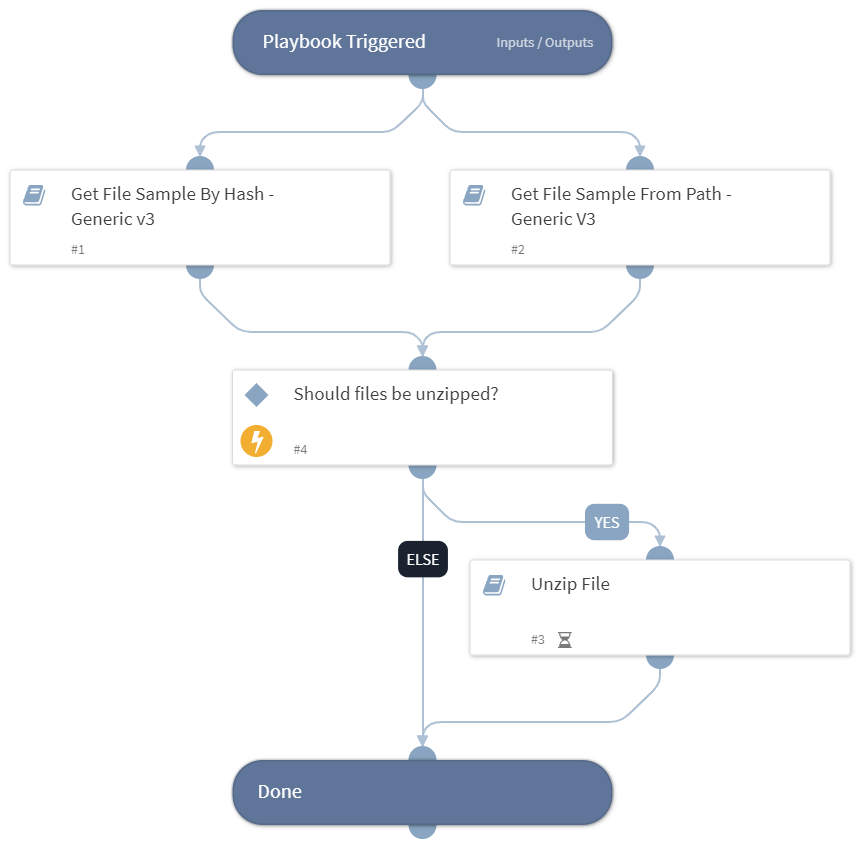 Playbook Triggered
Inputs / Outputs
Get File Sample By Hash -
Generic v3
#1
Get File Sample From Path -
Generic V3
#2
Should files be unzipped?
#4
YES
ELSE
Unzip File
#3
Done